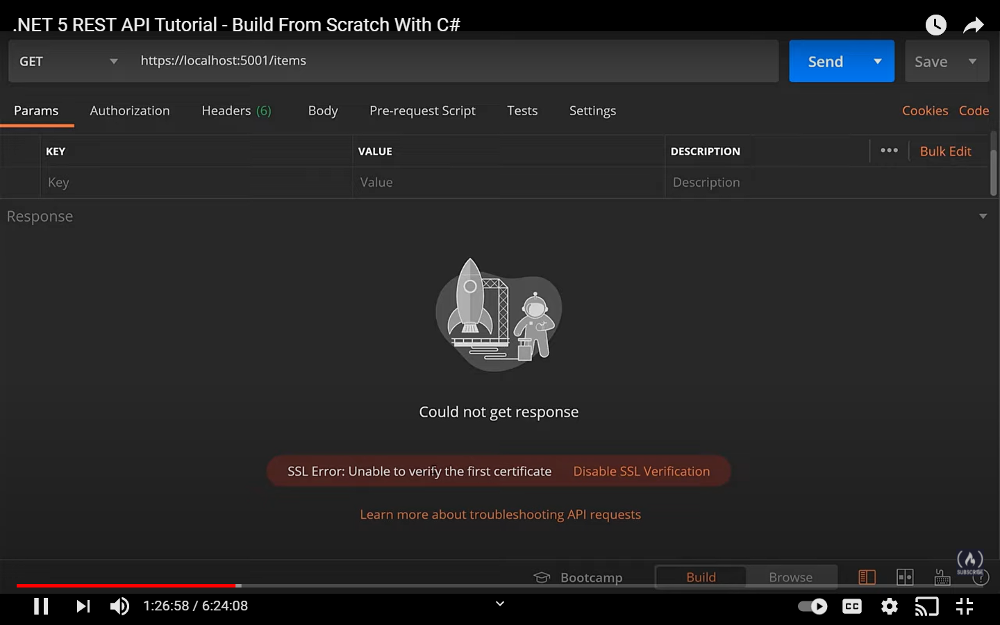 .NET 5 REST API Tutorial - Build From Scratch With C#
GET https://localhost:5001/items Send Save
Params Authorization Headers (6) Body Pre-request Script Tests Settings Cookies Code
KEY VALUE DESCRIPTION ••• Bulk Edit
Key Value Description
Response
Could not get response
SSL Error: Unable to verify the first certificate Disable SSL Verification
Learn more about troubleshooting API requests
Bootcamp Build Browse
SUBSCRIBE
1:26:58 / 6:24:08 CC